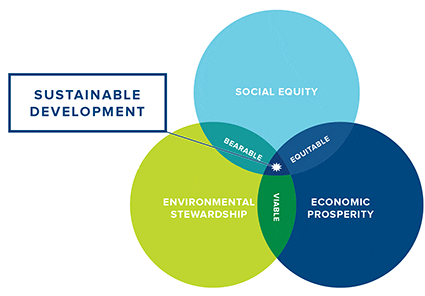 SOCIAL EQUITY
SUSTAINABLE
DEVELOPMENT
BEARABLE
EQUITABLE
ENVIRONMENTAL
STEWARDSHIP
VIABLE
ECONOMIC
PROSPERITY